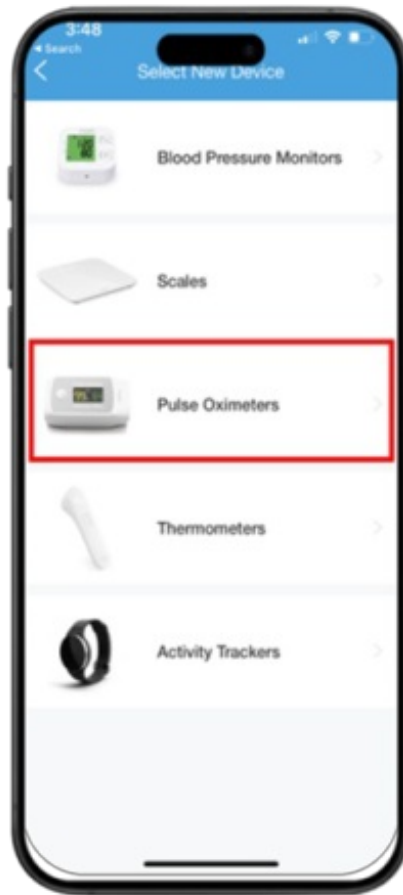 3:48
Search
Select New Device
Blood Pressure Monitors
Scales
Pulse Oximeters
Thermometers
Activity Trackers